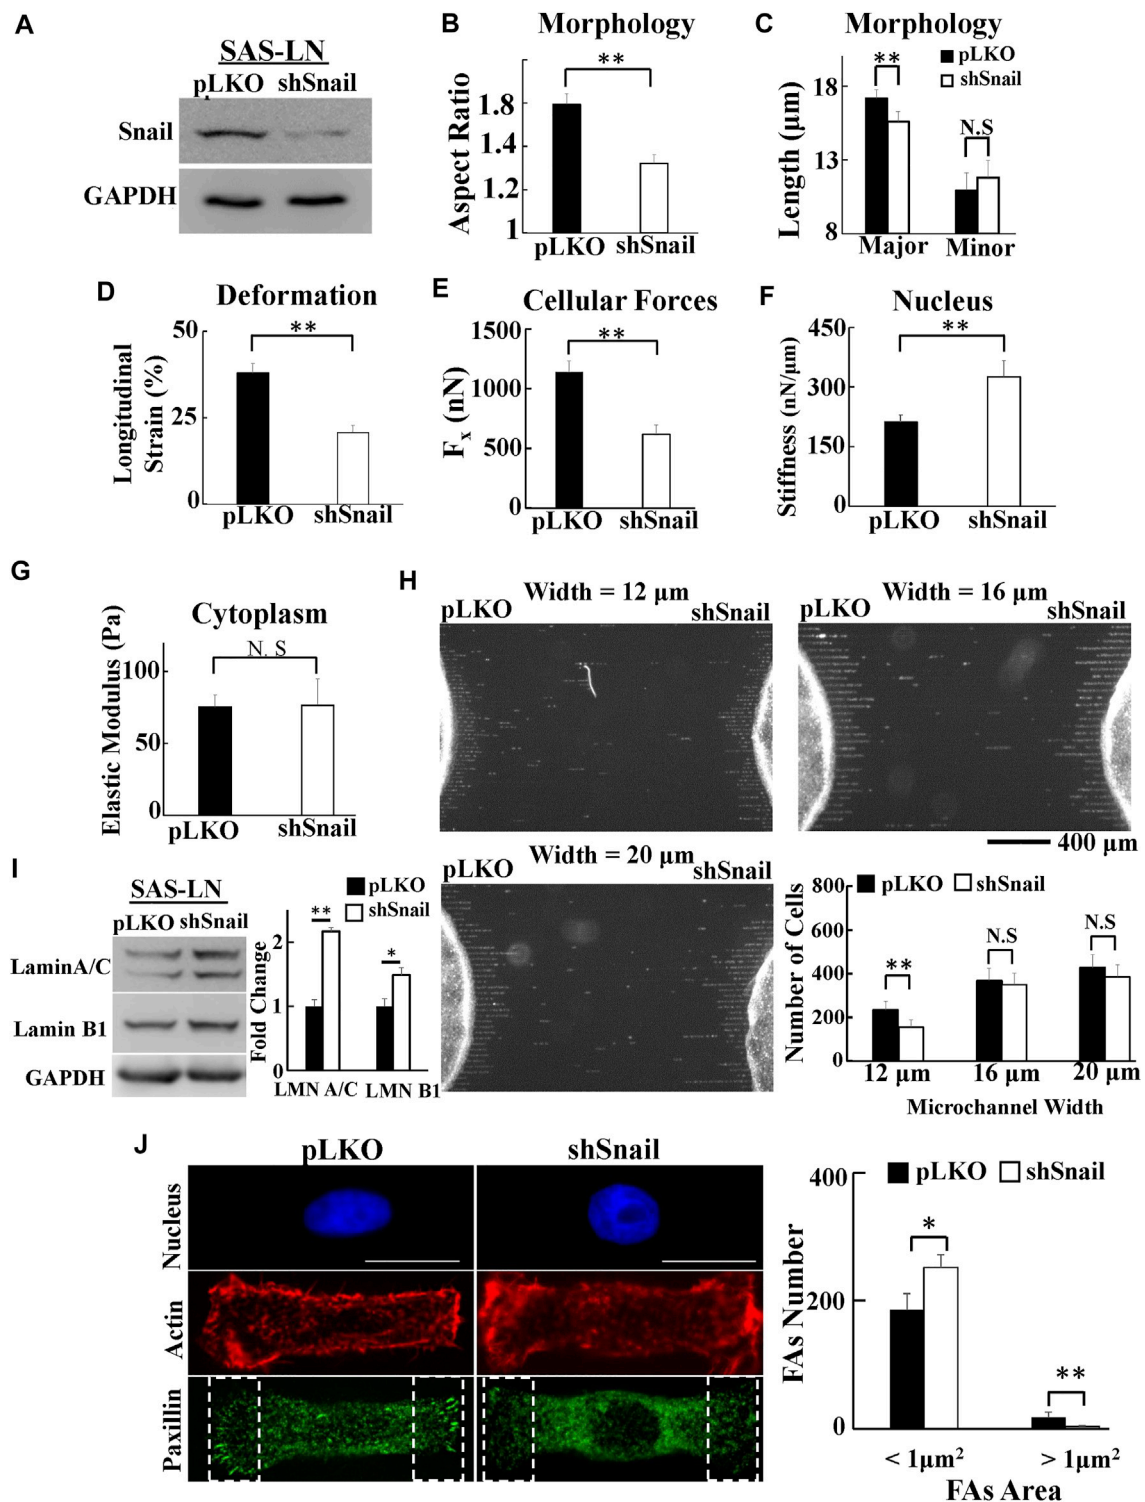 A
SAS-LN
pLKO shSnail
Snail
GAPDH
B
Morphology
**
Aspect Ratio
1.8
1.4
1.2
1
pLKO shSnail
C
Morphology
pLKO
shSnail
**
N.S
Length (µm)
18
13
8
Major Minor
D
Deformation
**
Longitudinal
Strain (%)
50
25
0
pLKO shSnail
E
Cellular Forces
**
Fx (nN)
1500
1000
500
0
pLKO shSnail
F
Nucleus
**
Stiffness (nN/µm)
450
300
150
0
pLKO shSnail
G
Cytoplasm
N. S
Elastic Modulus (Pa)
100
50
0
pLKO shSnail
H
Width = 12 µm
pLKO shSnail
Width = 16 µm
pLKO shSnail
400 µm
Width = 20 µm
pLKO shSnail
pLKO shSnail
Number of Cells
800
600
400
200
0
**
N.S
N.S
12 µm 16 µm 20 µm
Microchannel Width
I
SAS-LN
pLKO shSnail
LaminA/C
Lamin B1
GAPDH
pLKO
shSnail
**
*
Fold Change
2
1
0
LMN A/C LMN B1
J
pLKO shSnail
Nucleus
Actin
Paxillin
pLKO shSnail
FAs Number
400
200
0
*
**
< 1µm² > 1µm²
FAs Area